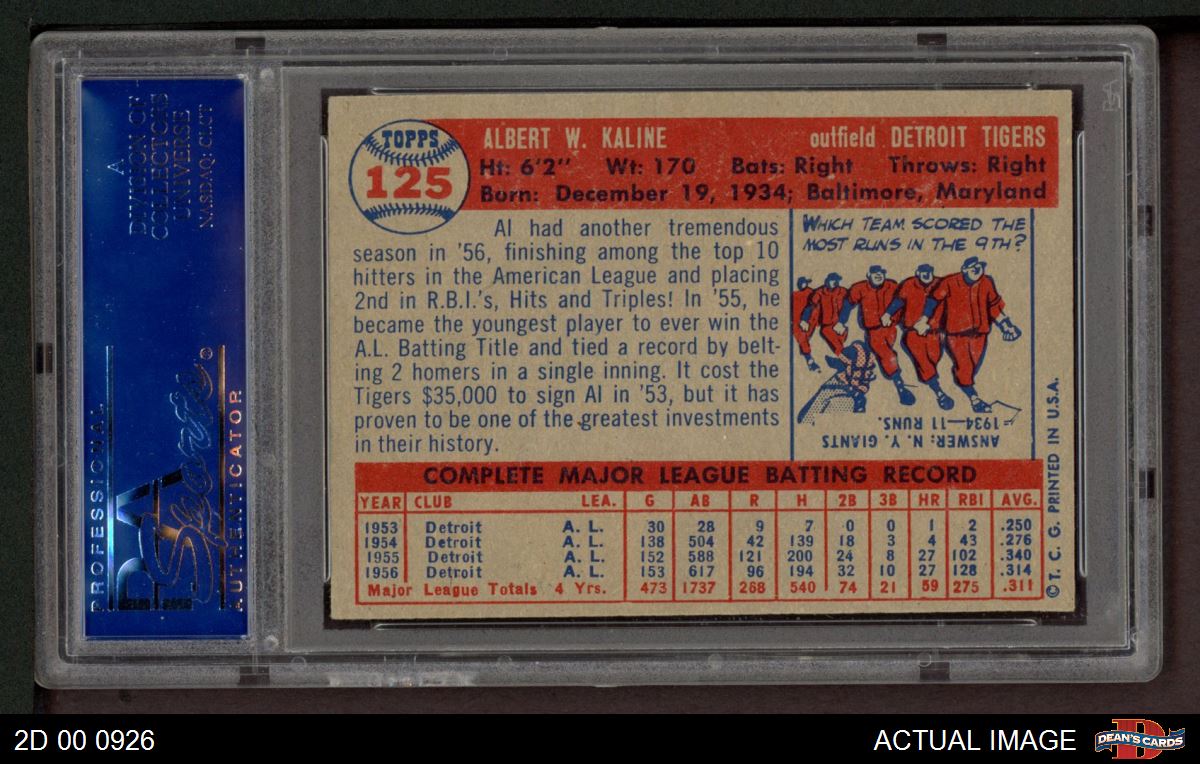 A
DIVISION OF
COLLECTORS
UNIVERSE
NASDAQ: CLCT
PROFESSIONAL
PSA
Sports
AUTHENTICATOR
TOPPS
125
ALBERT W. KALINE outfield DETROIT TIGERS
Ht: 6'2" Wt: 170 Bats: Right Throws: Right
Born: December 19, 1934; Baltimore, Maryland
Al had another tremendous
season in '56, finishing among the top 10
hitters in the American League and placing
2nd in R.B.I.'s, Hits and Triples! In '55, he
became the youngest player to ever win the
A.L. Batting Title and tied a record by belt-
ing 2 homers in a single inning. It cost the
Tigers $35,000 to sign Al in '53, but it has
proven to be one of the greatest investments
in their history.
WHICH TEAM SCORED THE
MOST RUNS IN THE 9TH?
ANSWER: N. Y. GIANTS
-1934-11 RUNS.
COMPLETE MAJOR LEAGUE BATTING RECORD
YEAR CLUB LEA. G AB R H 2B 3B HR RBI AVG.
1953 Detroit A. L. 30 28 9 7 0 0 1 2 .250
1954 Detroit A. L. 138 504 42 139 18 3 4 43 .276
1955 Detroit A. L. 152 588 121 200 24 8 27 102 .340
1956 Detroit A. L. 153 617 96 194 32 10 27 128 .314
Major League Totals 4 Yrs. 473 1737 268 540 74 21 59 275 .311
© T. C. G. PRINTED IN U.S.A.
2D 00 0926
ACTUAL IMAGE
D
DEAN'S CARDS